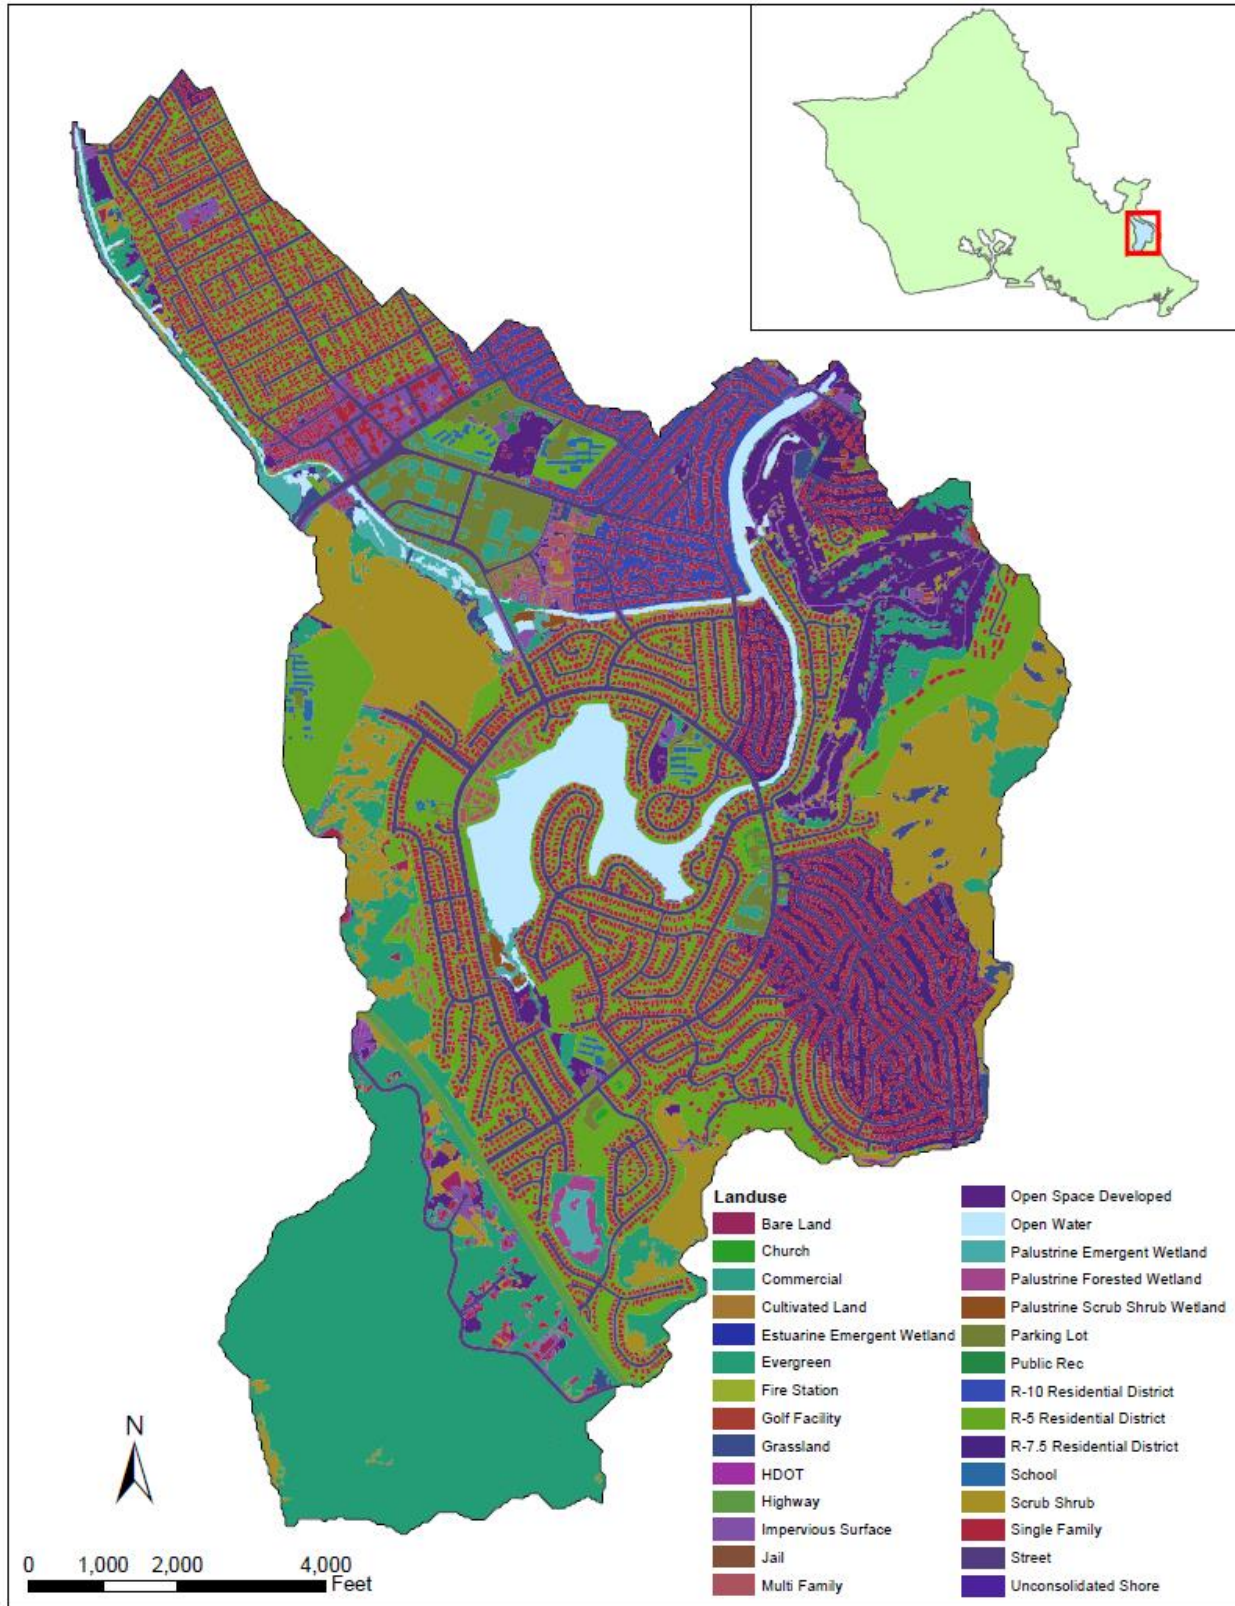 Landuse
Bare Land
Church
Commercial
Cultivated Land
Estuarine Emergent Wetland
Evergreen
Fire Station
Golf Facility
Grassland
HDOT
Highway
Impervious Surface
Jail
Multi Family
Open Space Developed
Open Water
Palustrine Emergent Wetland
Palustrine Forested Wetland
Palustrine Scrub Shrub Wetland
Parking Lot
Public Rec
R-10 Residential District
R-5 Residential District
R-7.5 Residential District
School
Scrub Shrub
Single Family
Street
Unconsolidated Shore
N
0 1,000 2,000 4,000
Feet